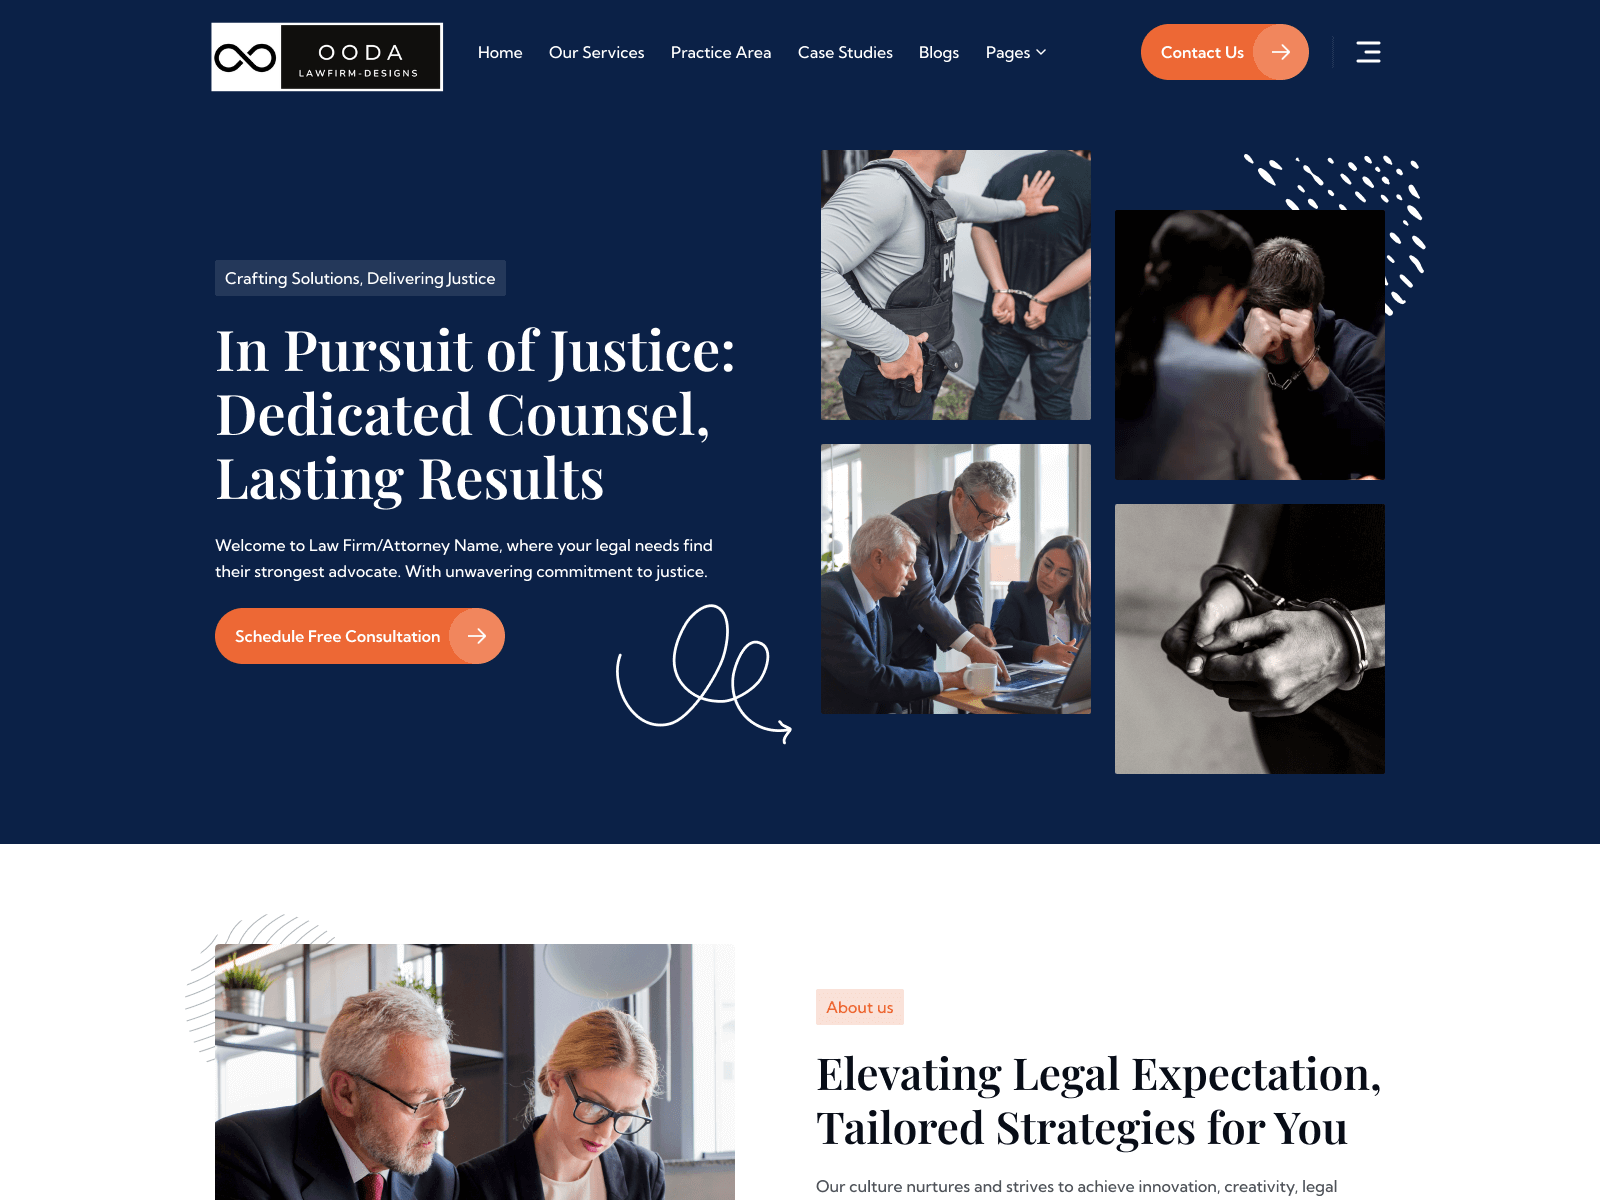 OODA
LAWFIRM-DESIGNS
Home
Our Services
Practice Area
Case Studies
Blogs
Pages
Contact Us
Crafting Solutions, Delivering Justice
In Pursuit of Justice:
Dedicated Counsel,
Lasting Results
Welcome to Law Firm/Attorney Name, where your legal needs find
their strongest advocate. With unwavering commitment to justice.
Schedule Free Consultation
PO
About us
Elevating Legal Expectation,
Tailored Strategies for You
Our culture nurtures and strives to achieve innovation, creativity, legal